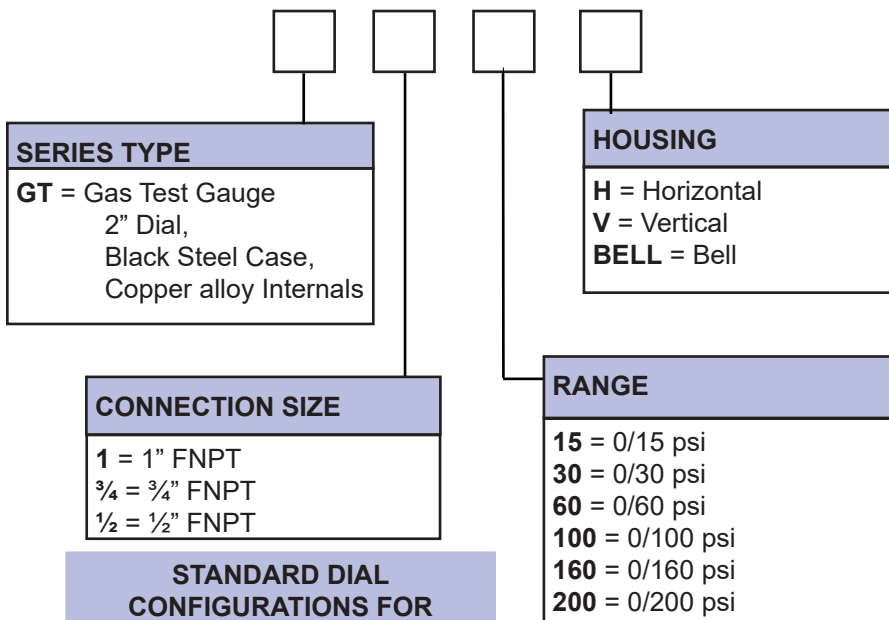 SERIES TYPE
GT = Gas Test Gauge
2” Dial,
Black Steel Case,
Copper alloy Internals
HOUSING
H = Horizontal
V = Vertical
BELL = Bell
CONNECTION SIZE
1 = 1” FNPT
¾ = ¾” FNPT
½ = ½” FNPT
RANGE
15 = 0/15 psi
30 = 0/30 psi
60 = 0/60 psi
100 = 0/100 psi
160 = 0/160 psi
200 = 0/200 psi
STANDARD DIAL
CONFIGURATIONS FOR